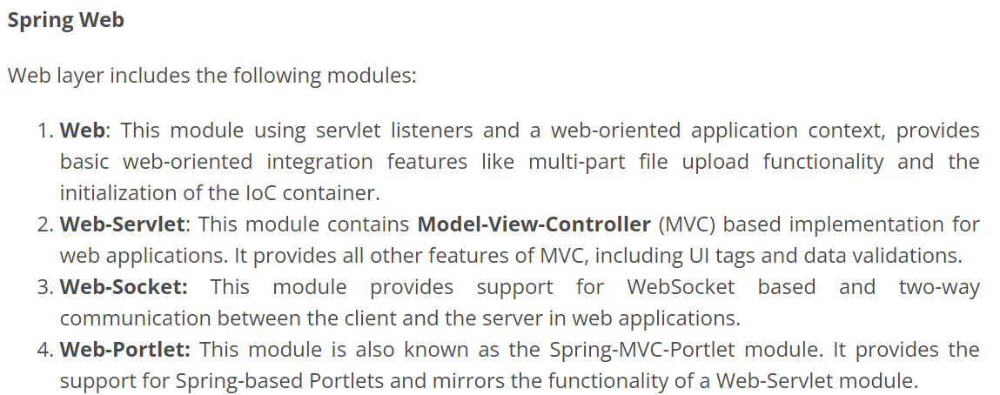 Spring Web
Web layer includes the following modules:
1. Web: This module using servlet listeners and a web-oriented application context, provides
basic web-oriented integration features like multi-part file upload functionality and the
initialization of the IoC container.
2. Web-Servlet: This module contains Model-View-Controller (MVC) based implementation for
web applications. It provides all other features of MVC, including UI tags and data validations.
3. Web-Socket: This module provides support for WebSocket based and two-way
communication between the client and the server in web applications.
4. Web-Portlet: This module is also known as the Spring-MVC-Portlet module. It provides the
support for Spring-based Portlets and mirrors the functionality of a Web-Servlet module.